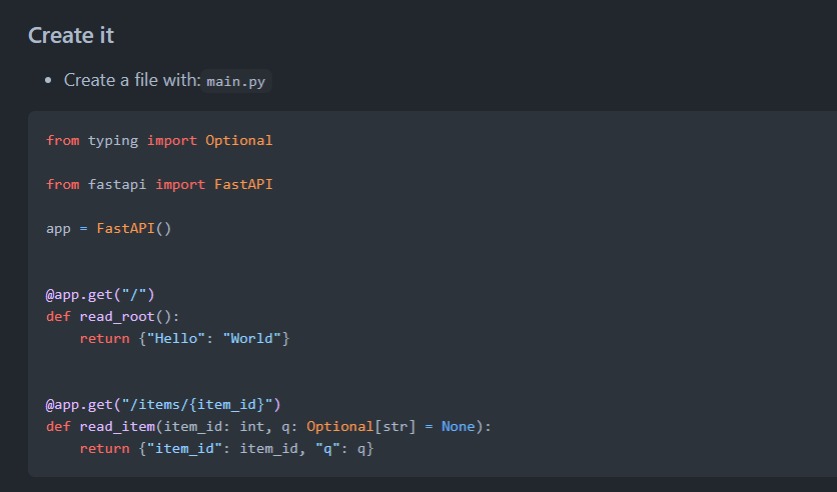 Create it
• Create a file with: main.py
from typing import Optional
from fastapi import FastAPI
app = FastAPI()
@app.get("/")
def read_root():
    return {"Hello": "World"}
@app.get("/items/{item_id}")
def read_item(item_id: int, q: Optional[str] = None):
    return {"item_id": item_id, "q": q}